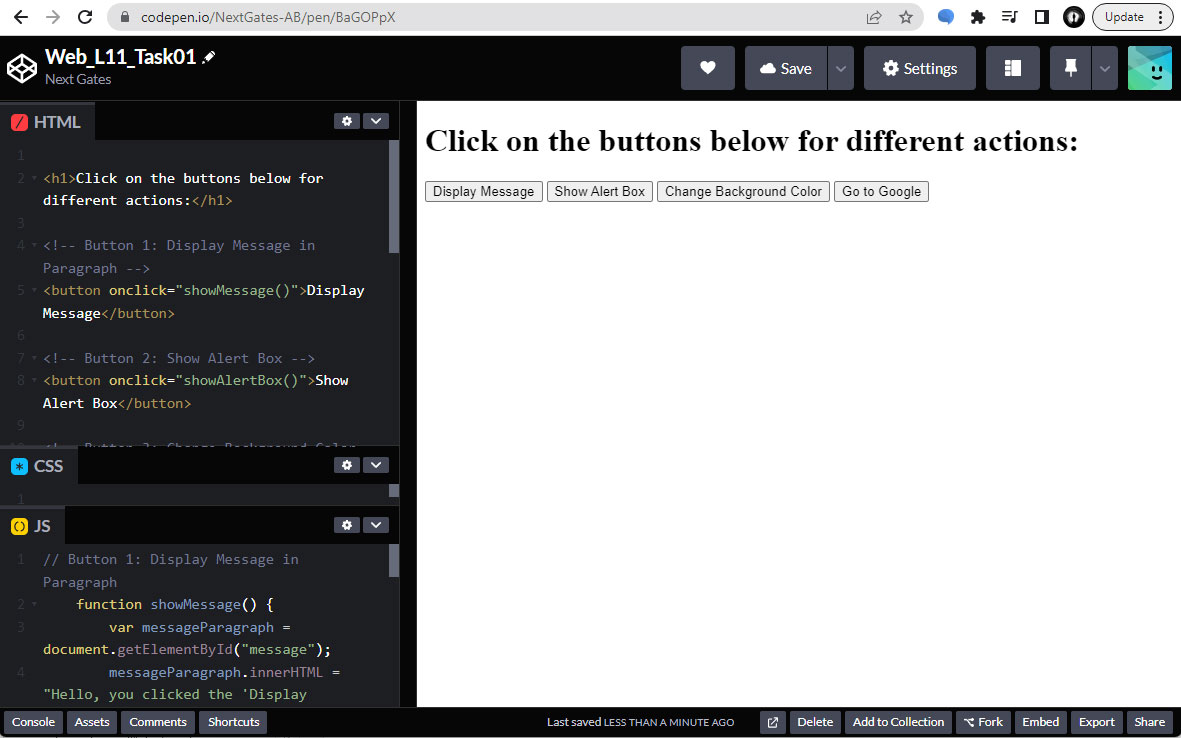 codepen.io/NextGates-AB/pen/BaGOPpX
Update
Web_L11_Task01
Next Gates
Save
Settings
HTML
1
2 <h1>Click on the buttons below for
different actions:</h1>
3
4 <!-- Button 1: Display Message in
Paragraph -->
5 <button onclick="showMessage()">Display
Message</button>
6
7 <!-- Button 2: Show Alert Box -->
8 <button onclick="showAlertBox()">Show
Alert Box</button>
9
10 <!-- Button 3: Change Background Color
CSS
1
JS
1 // Button 1: Display Message in
Paragraph
2 function showMessage() {
3 var messageParagraph =
document.getElementById("message");
4 messageParagraph.innerHTML =
"Hello, you clicked the 'Display
Click on the buttons below for different actions:
Display Message Show Alert Box Change Background Color Go to Google
Console Assets Comments Shortcuts Last saved LESS THAN A MINUTE AGO Delete Add to Collection Fork Embed Export Share